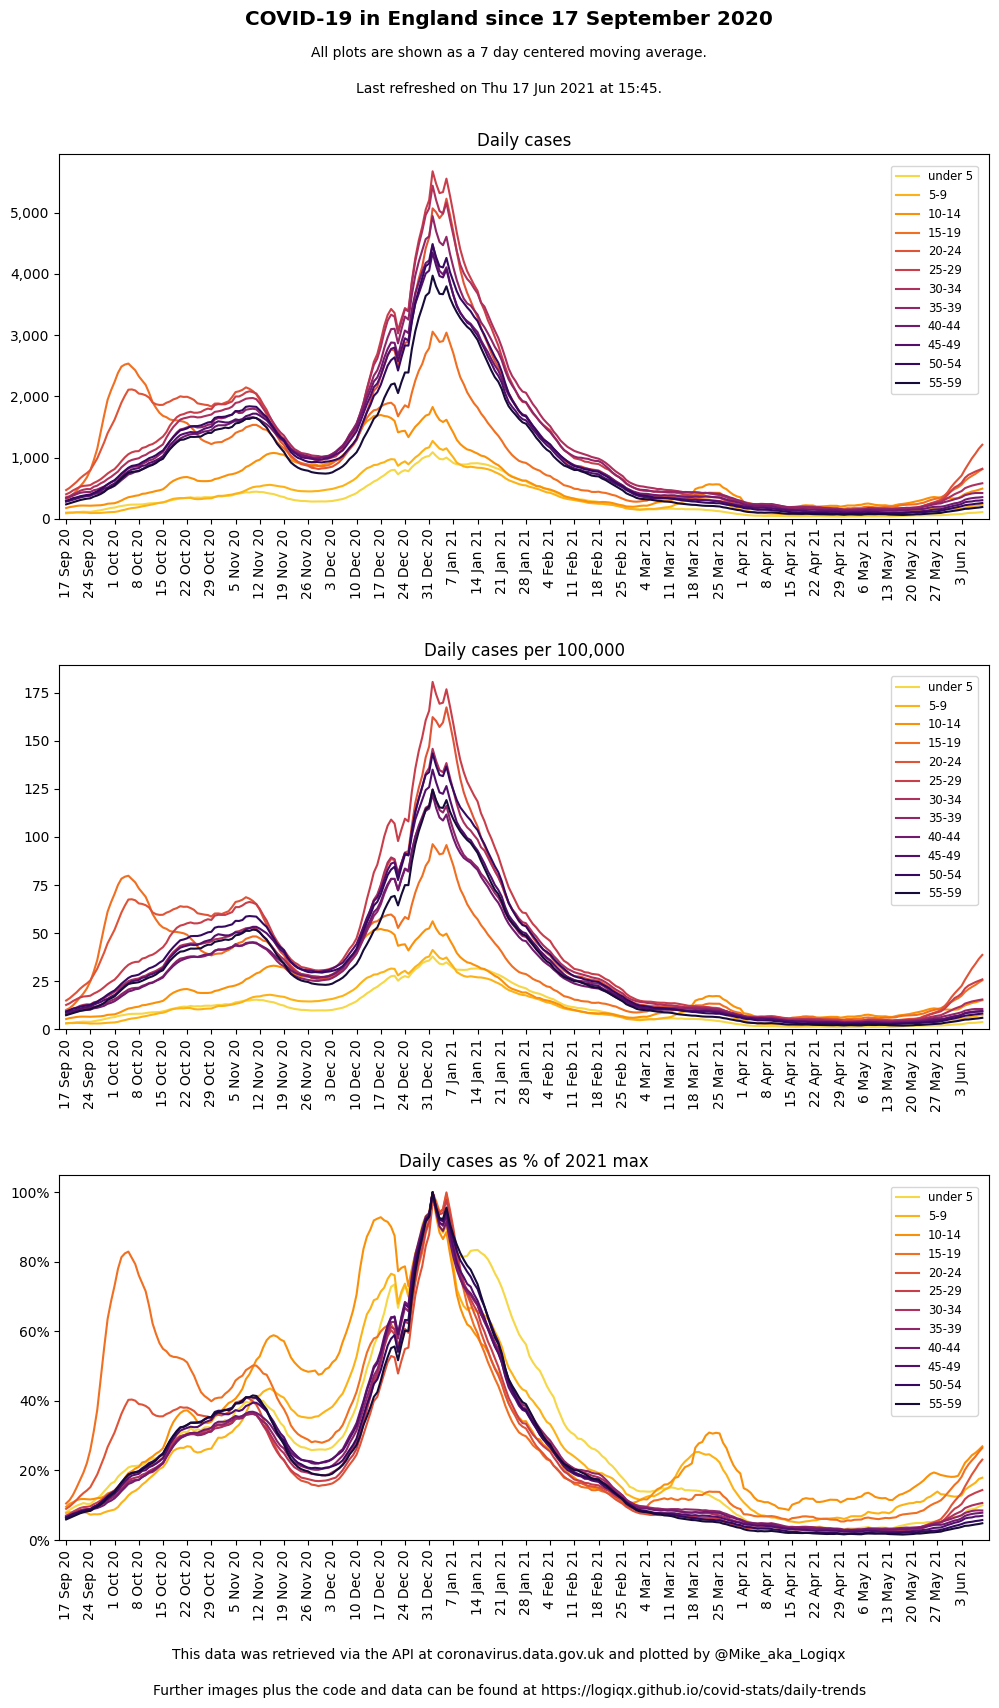 COVID-19 in England since 17 September 2020
All plots are shown as a 7 day centered moving average.
Last refreshed on Thu 17 Jun 2021 at 15:45.
Daily cases
5,000
4,000
3,000
2,000
1,000
0
under 5
5-9
10-14
15-19
20-24
25-29
30-34
35-39
40-44
45-49
50-54
55-59
17 Sep 20
24 Sep 20
1 Oct 20
8 Oct 20
15 Oct 20
22 Oct 20
29 Oct 20
5 Nov 20
12 Nov 20
19 Nov 20
26 Nov 20
3 Dec 20
10 Dec 20
17 Dec 20
24 Dec 20
31 Dec 20
7 Jan 21
14 Jan 21
21 Jan 21
28 Jan 21
4 Feb 21
11 Feb 21
18 Feb 21
25 Feb 21
4 Mar 21
11 Mar 21
18 Mar 21
25 Mar 21
1 Apr 21
8 Apr 21
15 Apr 21
22 Apr 21
29 Apr 21
6 May 21
13 May 21
20 May 21
27 May 21
3 Jun 21
Daily cases per 100,000
175
150
125
100
75
50
25
0
under 5
5-9
10-14
15-19
20-24
25-29
30-34
35-39
40-44
45-49
50-54
55-59
17 Sep 20
24 Sep 20
1 Oct 20
8 Oct 20
15 Oct 20
22 Oct 20
29 Oct 20
5 Nov 20
12 Nov 20
19 Nov 20
26 Nov 20
3 Dec 20
10 Dec 20
17 Dec 20
24 Dec 20
31 Dec 20
7 Jan 21
14 Jan 21
21 Jan 21
28 Jan 21
4 Feb 21
11 Feb 21
18 Feb 21
25 Feb 21
4 Mar 21
11 Mar 21
18 Mar 21
25 Mar 21
1 Apr 21
8 Apr 21
15 Apr 21
22 Apr 21
29 Apr 21
6 May 21
13 May 21
20 May 21
27 May 21
3 Jun 21
Daily cases as % of 2021 max
100%
80%
60%
40%
20%
0%
under 5
5-9
10-14
15-19
20-24
25-29
30-34
35-39
40-44
45-49
50-54
55-59
17 Sep 20
24 Sep 20
1 Oct 20
8 Oct 20
15 Oct 20
22 Oct 20
29 Oct 20
5 Nov 20
12 Nov 20
19 Nov 20
26 Nov 20
3 Dec 20
10 Dec 20
17 Dec 20
24 Dec 20
31 Dec 20
7 Jan 21
14 Jan 21
21 Jan 21
28 Jan 21
4 Feb 21
11 Feb 21
18 Feb 21
25 Feb 21
4 Mar 21
11 Mar 21
18 Mar 21
25 Mar 21
1 Apr 21
8 Apr 21
15 Apr 21
22 Apr 21
29 Apr 21
6 May 21
13 May 21
20 May 21
27 May 21
3 Jun 21
This data was retrieved via the API at coronavirus.data.gov.uk and plotted by @Mike_aka_Logiqx
Further images plus the code and data can be found at https://logiqx.github.io/covid-stats/daily-trends